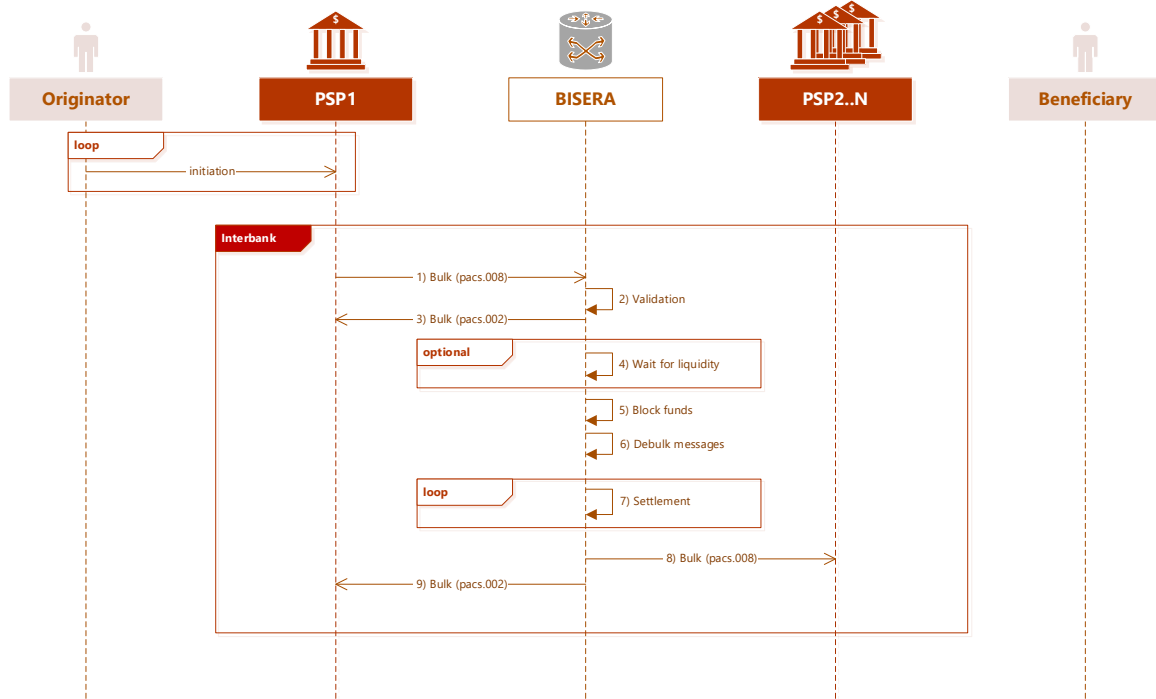 $
$ $ $
Originator
PSP1
BISERA
PSP2..N
Beneficiary
loop
initiation
Interbank
1) Bulk (pacs.008)
2) Validation
3) Bulk (pacs.002)
optional
4) Wait for liquidity
5) Block funds
6) Debulk messages
loop
7) Settlement
8) Bulk (pacs.008)
9) Bulk (pacs.002)